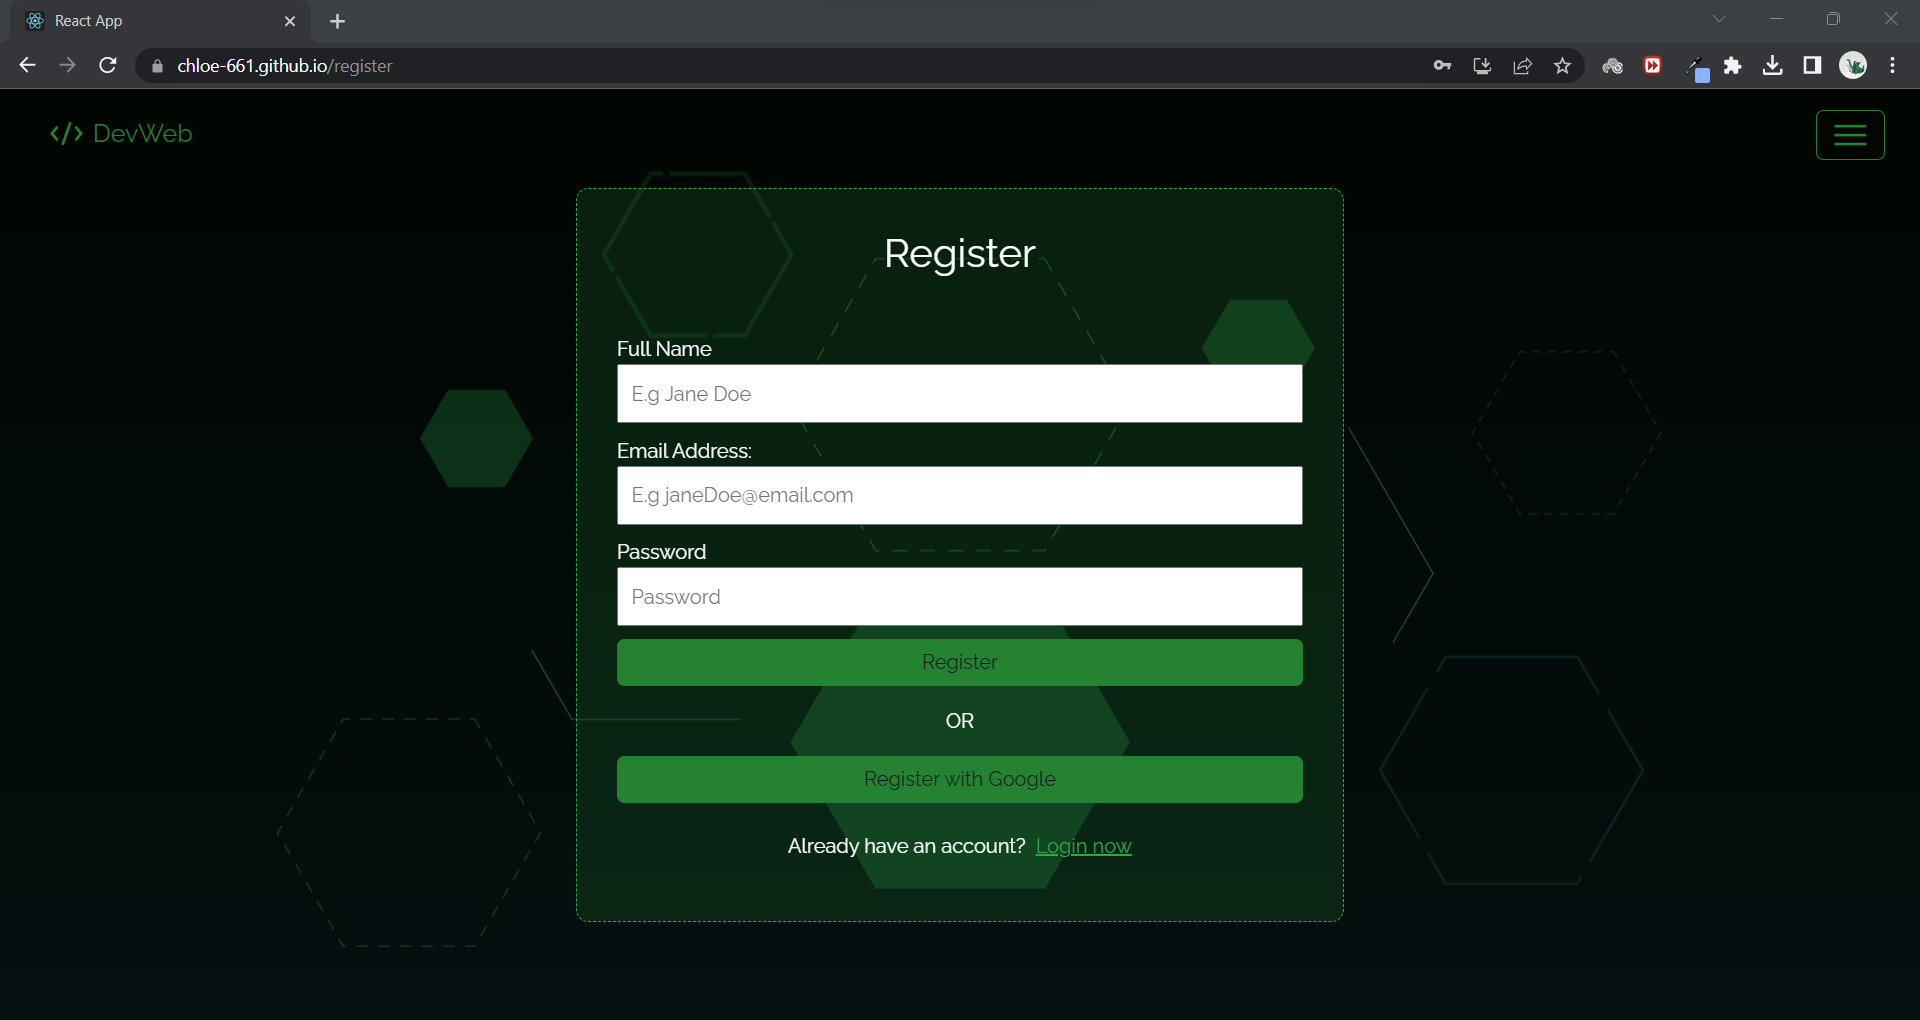 React App
chloe-661.github.io/register
</> DevWeb
Register
Full Name
E.g Jane Doe
Email Address:
E.g janeDoe@email.com
Password
Password
Register
OR
Register with Google
Already have an account? Login now